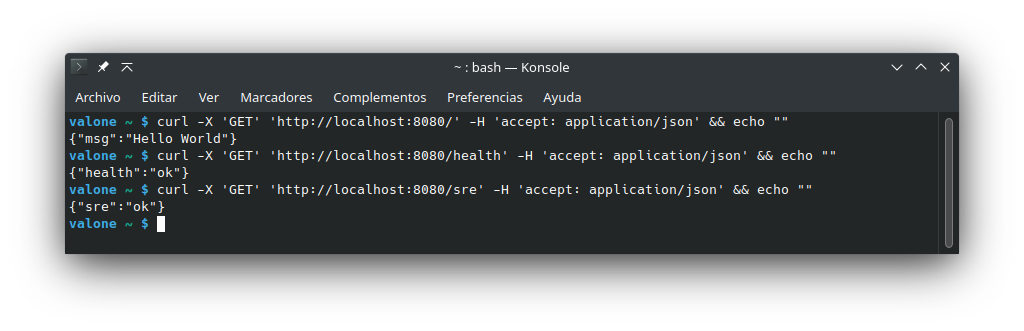 ~ : bash — Konsole
Archivo Editar Ver Marcadores Complementos Preferencias Ayuda
valone ~ $ curl -X 'GET' 'http://localhost:8080/' -H 'accept: application/json' && echo ""
{"msg":"Hello World"}
valone ~ $ curl -X 'GET' 'http://localhost:8080/health' -H 'accept: application/json' && echo ""
{"health":"ok"}
valone ~ $ curl -X 'GET' 'http://localhost:8080/sre' -H 'accept: application/json' && echo ""
{"sre":"ok"}
valone ~ $